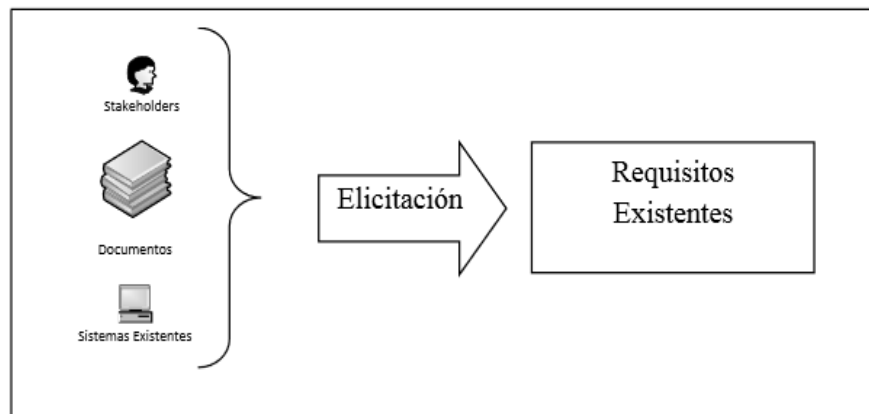 Stakeholders
Documentos
Sistemas Existentes
Elicitación
Requisitos
Existentes